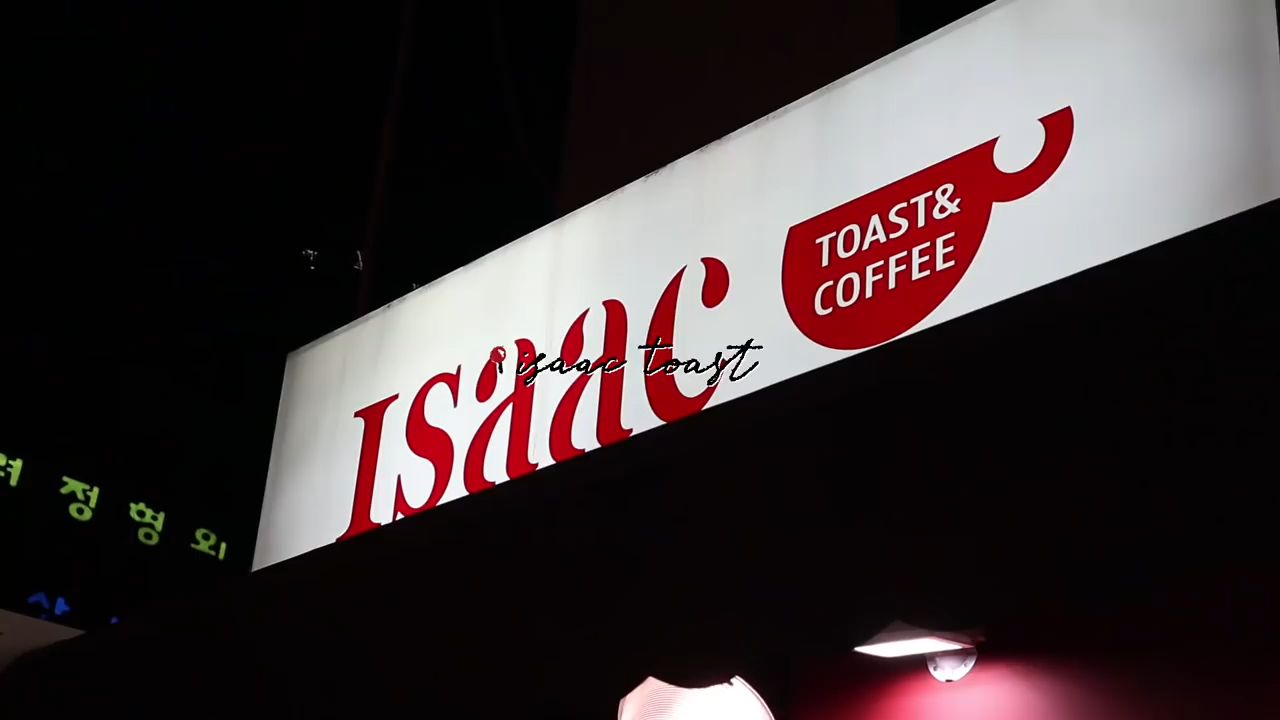 Isaac
TOAST&
COFFEE
isaac toast
정형외